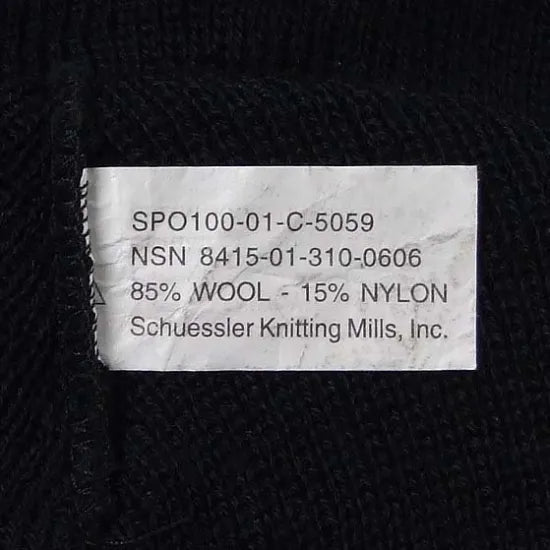 SPO100-01-C-5059
NSN 8415-01-310-0606
85% WOOL - 15% NYLON
Schuessler Knitting Mills, Inc.